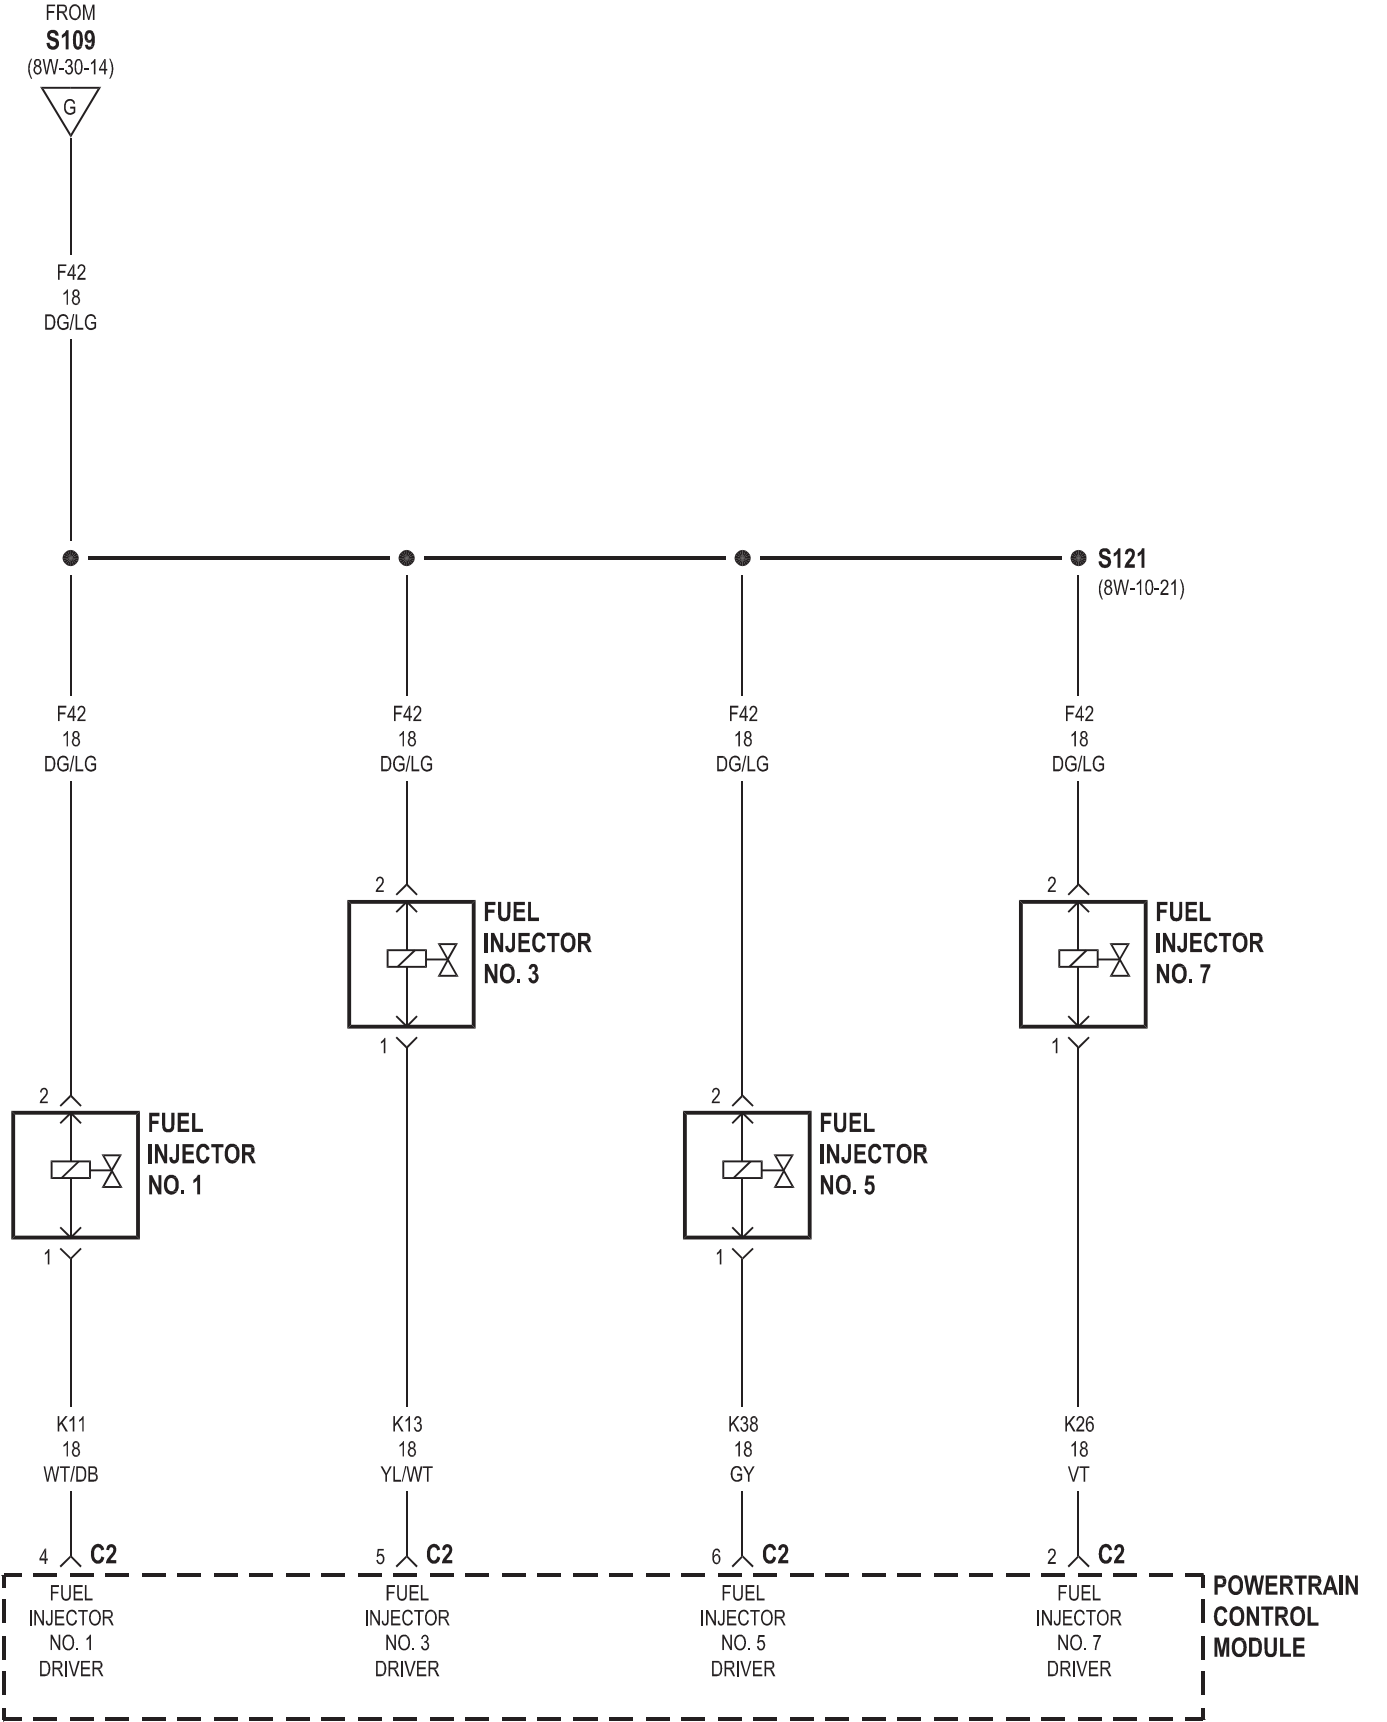 FROM
S109
(8W-30-14)
G
F42
18
DG/LG
S121
(8W-10-21)
F42
18
DG/LG
F42
18
DG/LG
F42
18
DG/LG
F42
18
DG/LG
2
FUEL
INJECTOR
NO. 3
1
2
FUEL
INJECTOR
NO. 7
1
2
FUEL
INJECTOR
NO. 1
1
2
FUEL
INJECTOR
NO. 5
1
K11
18
WT/DB
K13
18
YL/WT
K38
18
GY
K26
18
VT
4 C2
5 C2
6 C2
2 C2
FUEL
INJECTOR
NO. 1
DRIVER
FUEL
INJECTOR
NO. 3
DRIVER
FUEL
INJECTOR
NO. 5
DRIVER
FUEL
INJECTOR
NO. 7
DRIVER
POWERTRAIN
CONTROL
MODULE